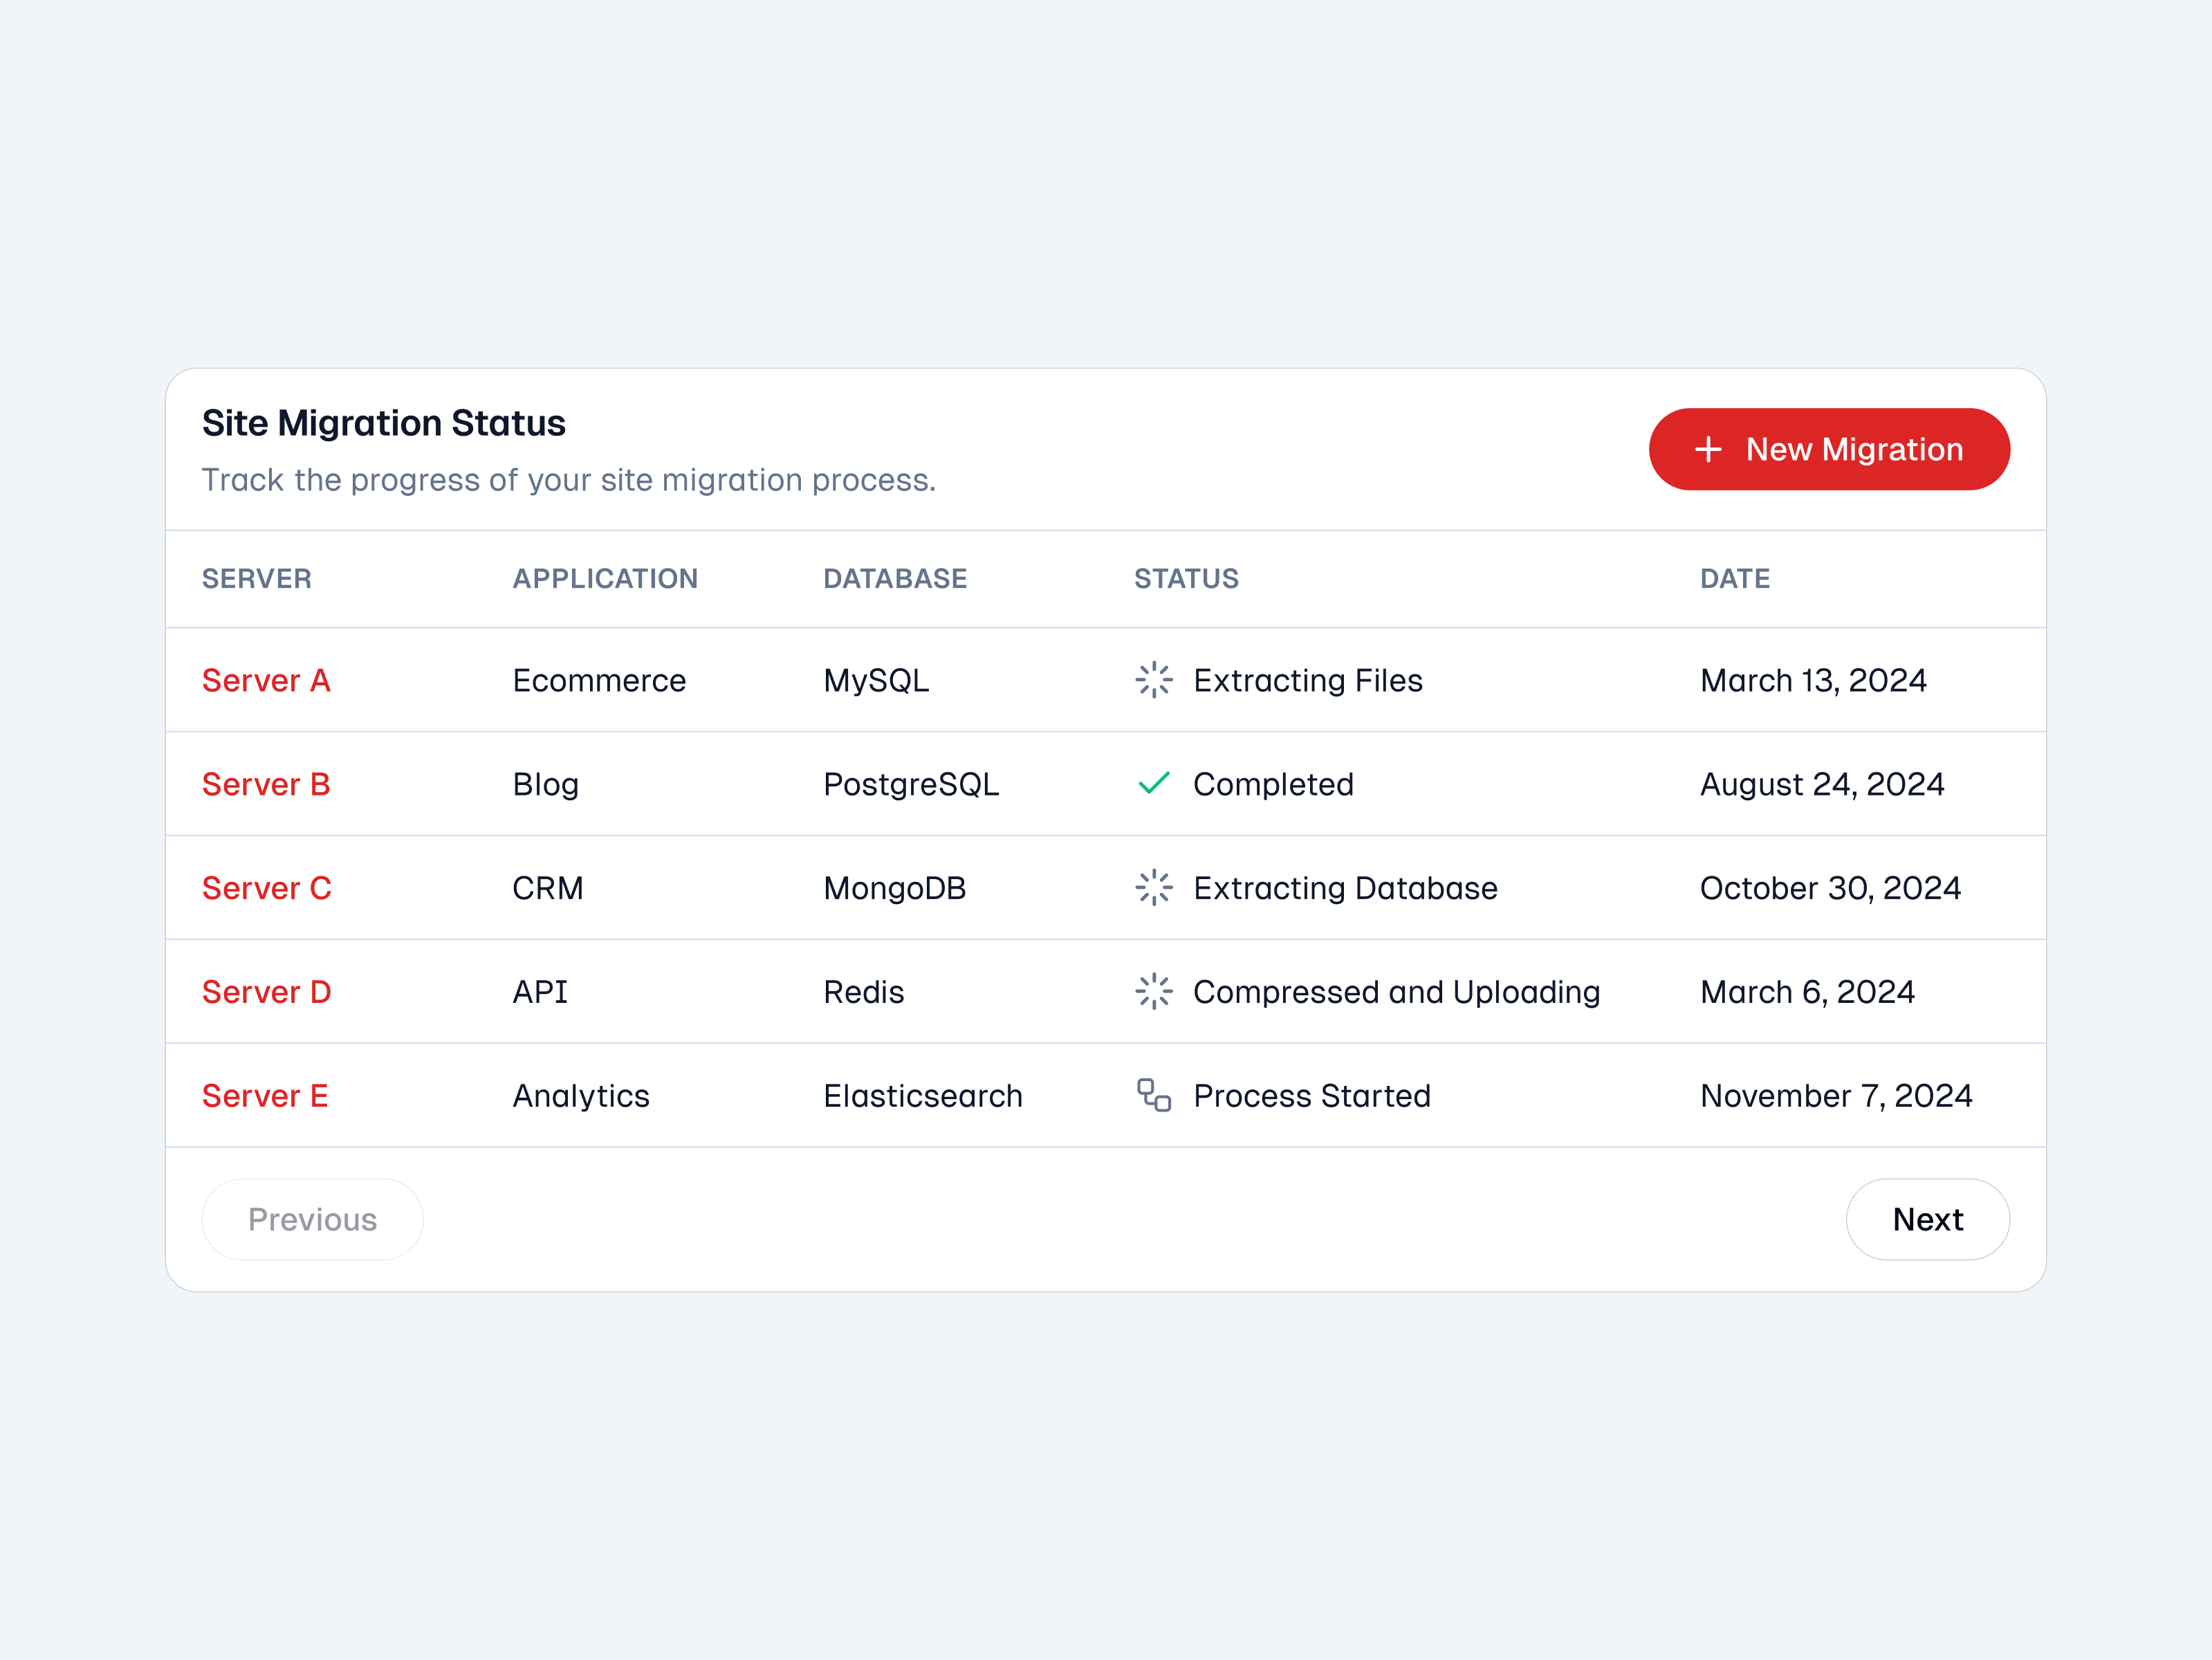 Site Migration Status
Track the progress of your site migration process.
New Migration
SERVER APPLICATION DATABASE STATUS DATE
Server A Ecommerce MySQL Extracting Files March 13, 2024
Server B Blog PostgreSQL Completed August 24, 2024
Server C CRM MongoDB Extracting Database October 30, 2024
Server D API Redis Compressed and Uploading March 6, 2024
Server E Analytics Elasticsearch Process Started November 7, 2024
Previous Next